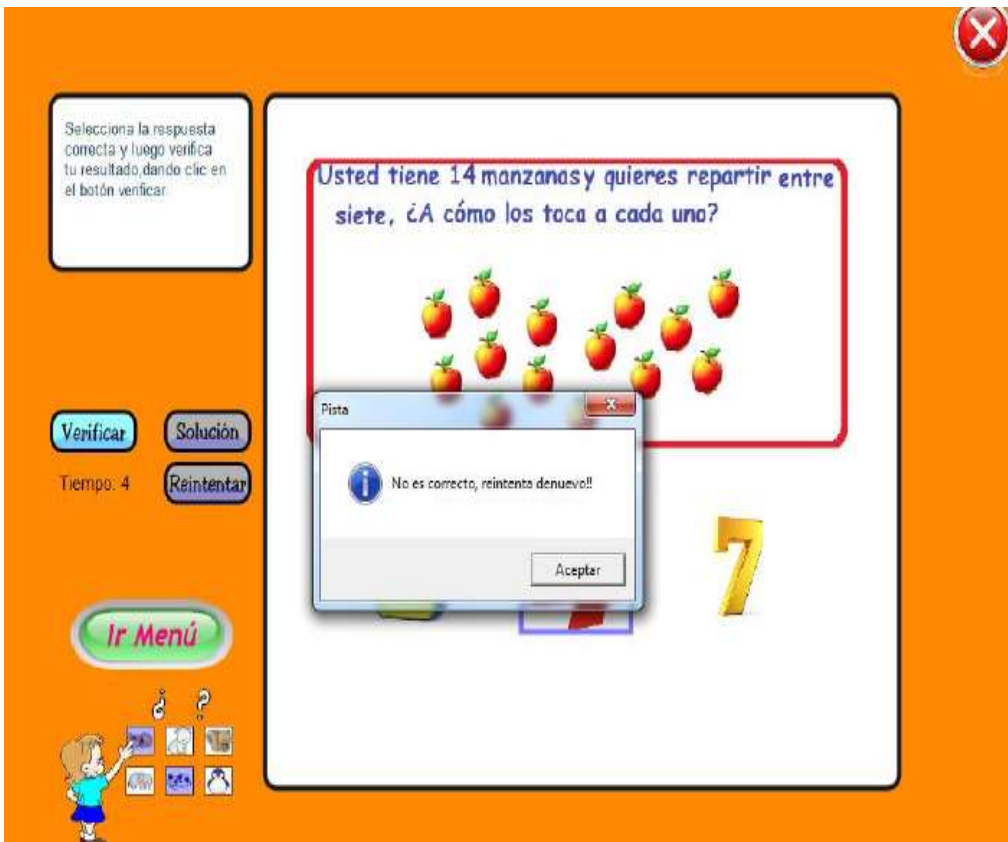 Selecciona la respuesta
correcta y luego verifica
tu resultado,dando clic en
el botón verificar
Usted tiene 14 manzanas y quieres repartir entre
siete, ¿A cómo los toca a cada uno?
Pista
No es correcto, reintenta denuevo!!
Aceptar
Verificar
Solución
Tiempo: 4
Reintentar
7
Ir Menú
¿ ?